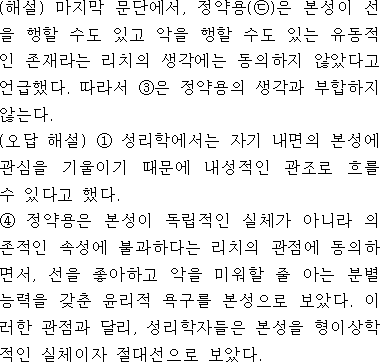 (해설) 마지막 문단에서, 정약용(㉢)은 본성이 선
을 행할 수도 있고 악을 행할 수도 있는 유동적
인 존재라는 리치의 생각에는 동의하지 않았다고
언급했다. 따라서 ③은 정약용의 생각과 부합하지
않는다.
(오답 해설) ① 성리학에서는 자기 내면의 본성에
관심을 기울이기 때문에 내성적인 관조로 흐를
수 있다고 했다.
④ 정약용은 본성이 독립적인 실체가 아니라 의
존적인 속성에 불과하다는 리치의 관점에 동의하
면서, 선을 좋아하고 악을 미워할 줄 아는 분별
능력을 갖춘 윤리적 욕구를 본성으로 보았다. 이
러한 관점과 달리, 성리학자들은 본성을 형이상학
적인 실체이자 절대선으로 보았다.